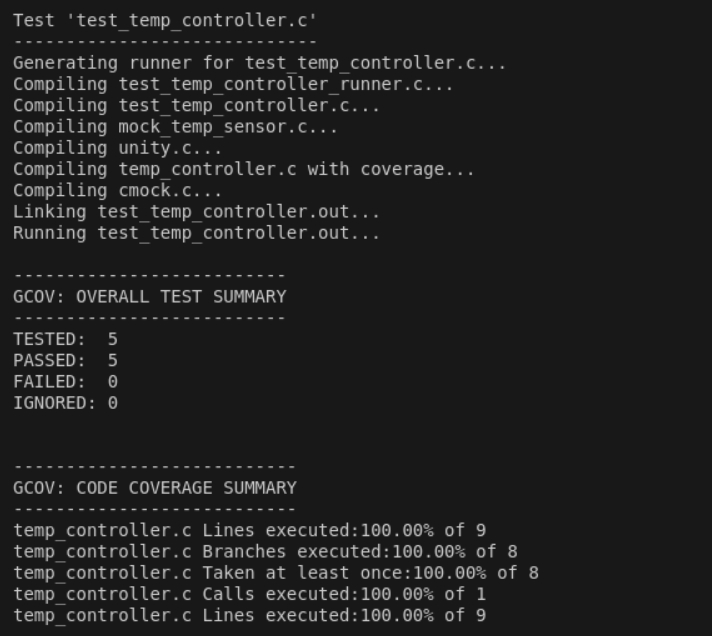 Test 'test_temp_controller.c'
-----------------------------
Generating runner for test_temp_controller.c...
Compiling test_temp_controller_runner.c...
Compiling test_temp_controller.c...
Compiling mock_temp_sensor.c...
Compiling unity.c...
Compiling temp_controller.c with coverage...
Compiling cmock.c...
Linking test_temp_controller.out...
Running test_temp_controller.out...
--------------------------
GCOV: OVERALL TEST SUMMARY
--------------------------
TESTED:  5
PASSED:  5
FAILED:  0
IGNORED: 0
---------------------------
GCOV: CODE COVERAGE SUMMARY
---------------------------
temp_controller.c Lines executed:100.00% of 9
temp_controller.c Branches executed:100.00% of 8
temp_controller.c Taken at least once:100.00% of 8
temp_controller.c Calls executed:100.00% of 1
temp_controller.c Lines executed:100.00% of 9